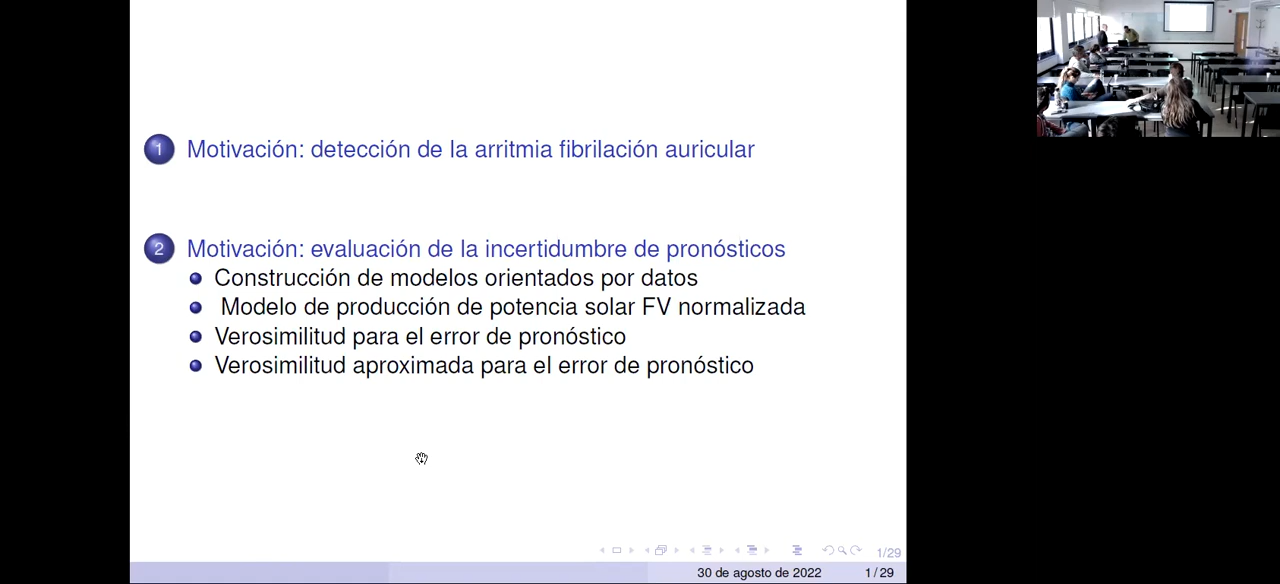 1 Motivación: detección de la arritmia fibrilación auricular
2 Motivación: evaluación de la incertidumbre de pronósticos
Construcción de modelos orientados por datos
Modelo de producción de potencia solar FV normalizada
Verosimilitud para el error de pronóstico
Verosimilitud aproximada para el error de pronóstico
1/29
30 de agosto de 2022 1 / 29